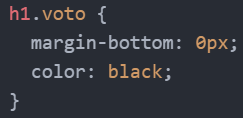 h1.voto {
  margin-bottom: 0px;
  color: black;
}